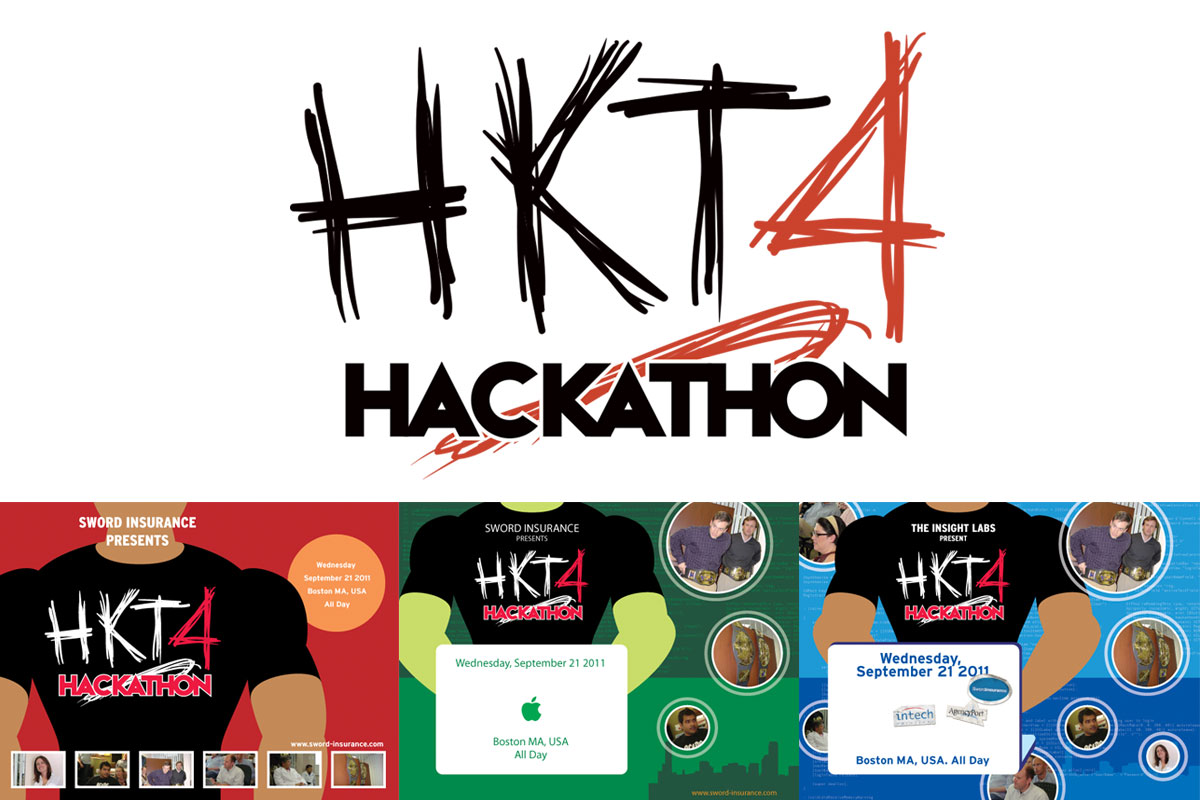 HKT4
HACKATHON
SWORD INSURANCE
PRESENTS
HKT4
HACKATHON
Wednesday
September 21 2011
Boston MA, USA
All Day
www.sword-insurance.com
SWORD INSURANCE
PRESENTS
HKT4
HACKATHON
Wednesday, September 21 2011
Boston MA, USA
All Day
www.sword-insurance.com
THE INSIGHT LABS
PRESENT
HKT4
HACKATHON
Wednesday,
September 21 2011
SwordInsurance
intech
AgencyPort
Boston MA, USA. All Day